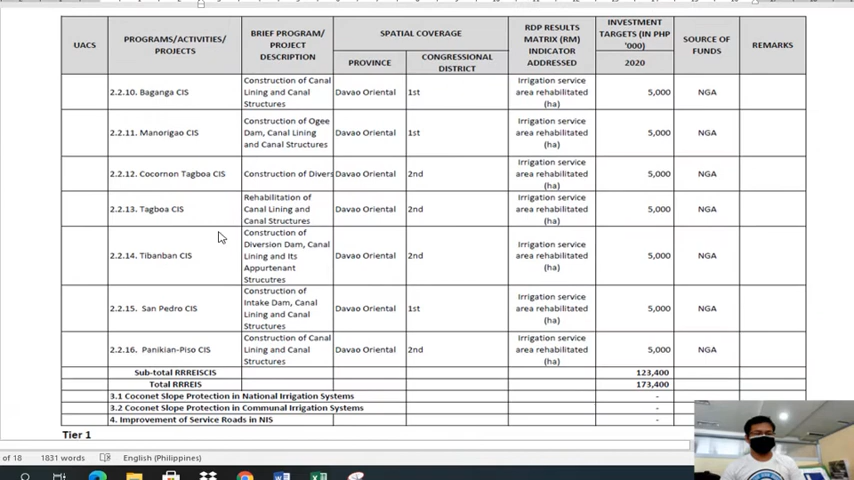 UACS
PROGRAMS/ACTIVITIES/
PROJECTS
BRIEF PROGRAM/
PROJECT
DESCRIPTION
SPATIAL COVERAGE
PROVINCE
CONGRESSIONAL
DISTRICT
RDP RESULTS
MATRIX (RM)
INDICATOR
ADDRESSED
INVESTMENT
TARGETS (IN PHP
'000)
2020
SOURCE OF
FUNDS
REMARKS
2.2.10. Baganga CIS
Construction of Canal
Lining and Canal
Structures
Davao Oriental
1st
Irrigation service
area rehabilitated
(ha)
5,000
NGA
2.2.11. Manorigao CIS
Construction of Ogee
Dam, Canal Lining
and Canal Structures
Davao Oriental
1st
Irrigation service
area rehabilitated
(ha)
5,000
NGA
2.2.12. Cocornon Tagboa CIS
Construction of Divers
Davao Oriental
2nd
Irrigation service
area rehabilitated
(ha)
5,000
NGA
2.2.13. Tagboa CIS
Rehabilitation of
Canal Lining and
Canal Structures
Davao Oriental
2nd
Irrigation service
area rehabilitated
(ha)
5,000
NGA
2.2.14. Tibanban CIS
Construction of
Diversion Dam, Canal
Lining and Its
Appurtenant
Strucutres
Davao Oriental
2nd
Irrigation service
area rehabilitated
(ha)
5,000
NGA
2.2.15. San Pedro CIS
Construction of
Intake Dam, Canal
Lining and Canal
Structures
Davao Oriental
1st
Irrigation service
area rehabilitated
(ha)
5,000
NGA
2.2.16. Panikian-Piso CIS
Construction of Canal
Lining and Canal
Structures
Davao Oriental
2nd
Irrigation service
area rehabilitated
(ha)
5,000
NGA
Sub-total RRREISCIS
123,400
Total RRREIS
173,400
3.1 Coconet Slope Protection in National Irrigation Systems
-
3.2 Coconet Slope Protection in Communal Irrigation Systems
-
4. Improvement of Service Roads in NIS
-
Tier 1
of 18
1831 words
English (Philippines)